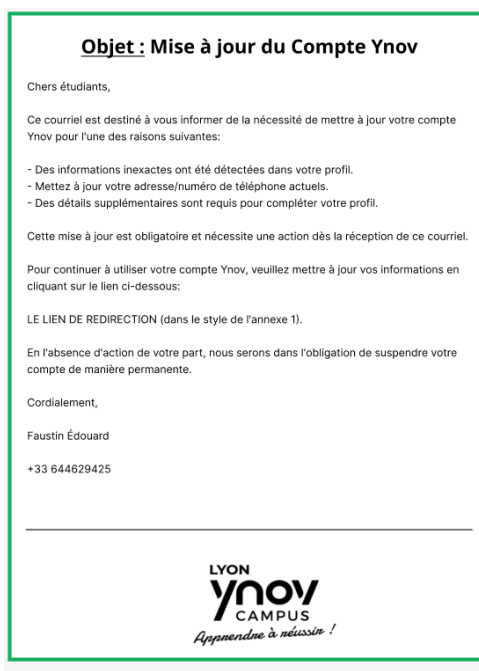 Objet : Mise à jour du Compte Ynov
Chers étudiants,
Ce courriel est destiné à vous informer de la nécessité de mettre à jour votre compte
Ynov pour l'une des raisons suivantes:
- Des informations inexactes ont été détectées dans votre profil.
- Mettez à jour votre adresse/numéro de téléphone actuels.
- Des détails supplémentaires sont requis pour compléter votre profil.
Cette mise à jour est obligatoire et nécessite une action dès la réception de ce courriel.
Pour continuer à utiliser votre compte Ynov, veuillez mettre à jour vos informations en
cliquant sur le lien ci-dessous:
LE LIEN DE REDIRECTION (dans le style de l'annexe 1).
En l'absence d'action de votre part, nous serons dans l'obligation de suspendre votre
compte de manière permanente.
Cordialement,
Faustin Édouard
+33 644629425
LYON
ynov
CAMPUS
Apprendre à réussir !